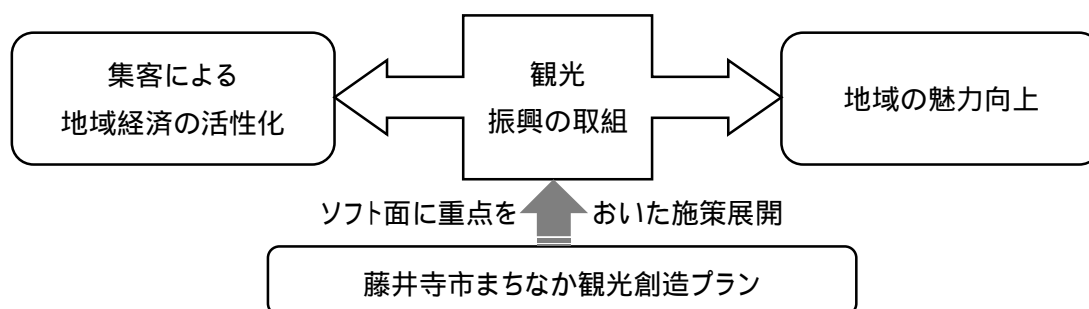 集客による
地域経済の活性化
観光
振興の取組
地域の魅力向上
ソフト面に重点を おいた施策展開
藤井寺市まちなか観光創造プラン